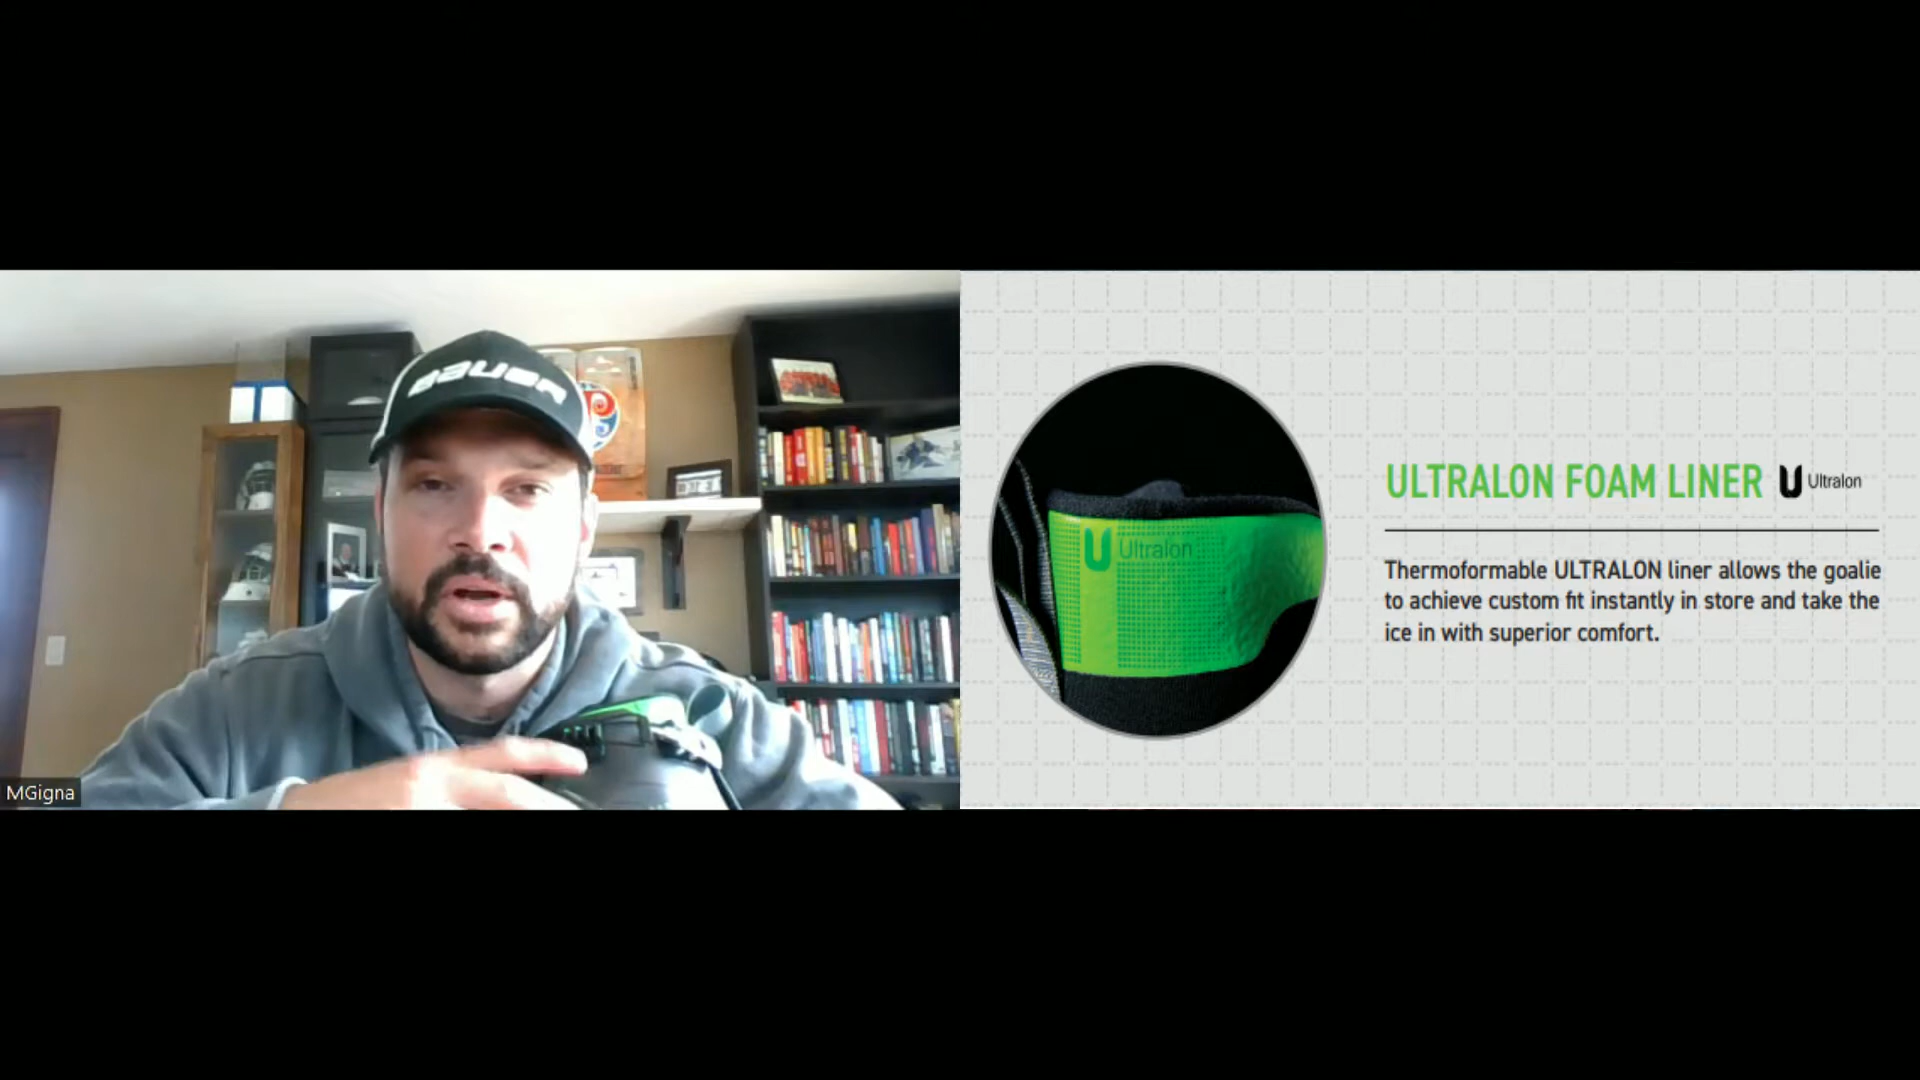 BAUER
MGigna
U Ultralon
ULTRALON FOAM LINER U Ultralon
Thermoformable ULTRALON liner allows the goalie
to achieve custom fit instantly in store and take the
ice in with superior comfort.